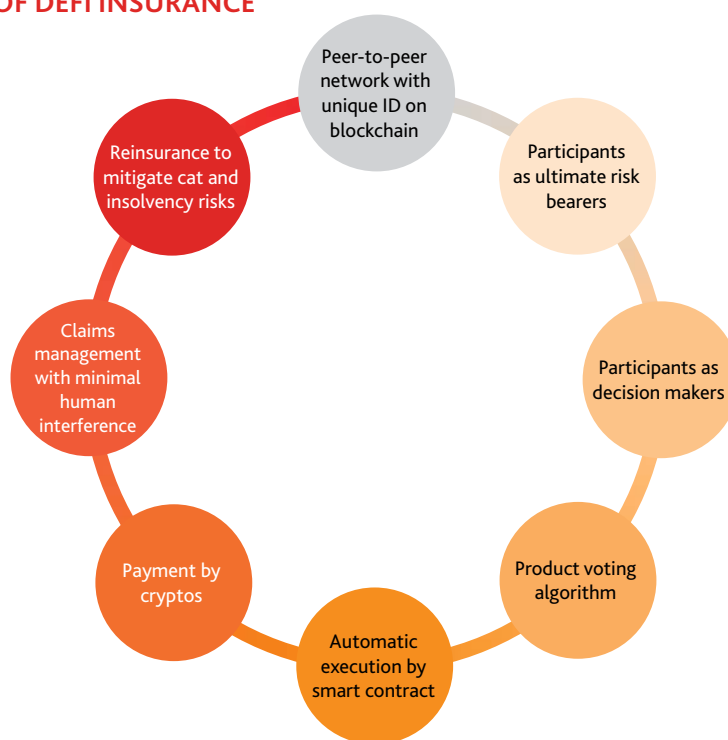 OF DEFI INSURANCE
Peer-to-peer
network with
unique ID on
blockchain
Participants
as ultimate risk
bearers
Participants as
decision makers
Product voting
algorithm
Automatic
execution by
smart contract
Payment by
cryptos
Claims
management
with minimal
human
interference
Reinsurance to
mitigate cat and
insolvency risks